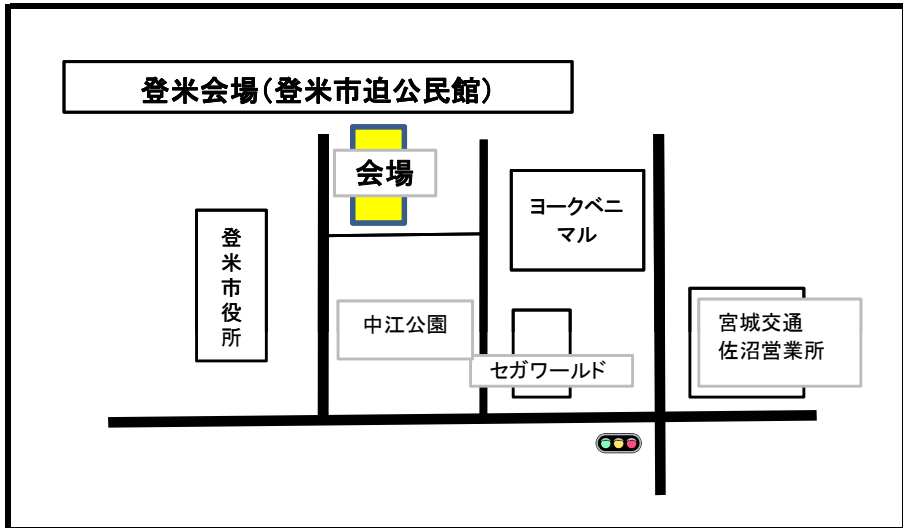 登米会場（登米市迫公民館）
会場
ヨークベニ
マル
登米市役所
中江公園
宮城交通
佐沼営業所
セガワールド